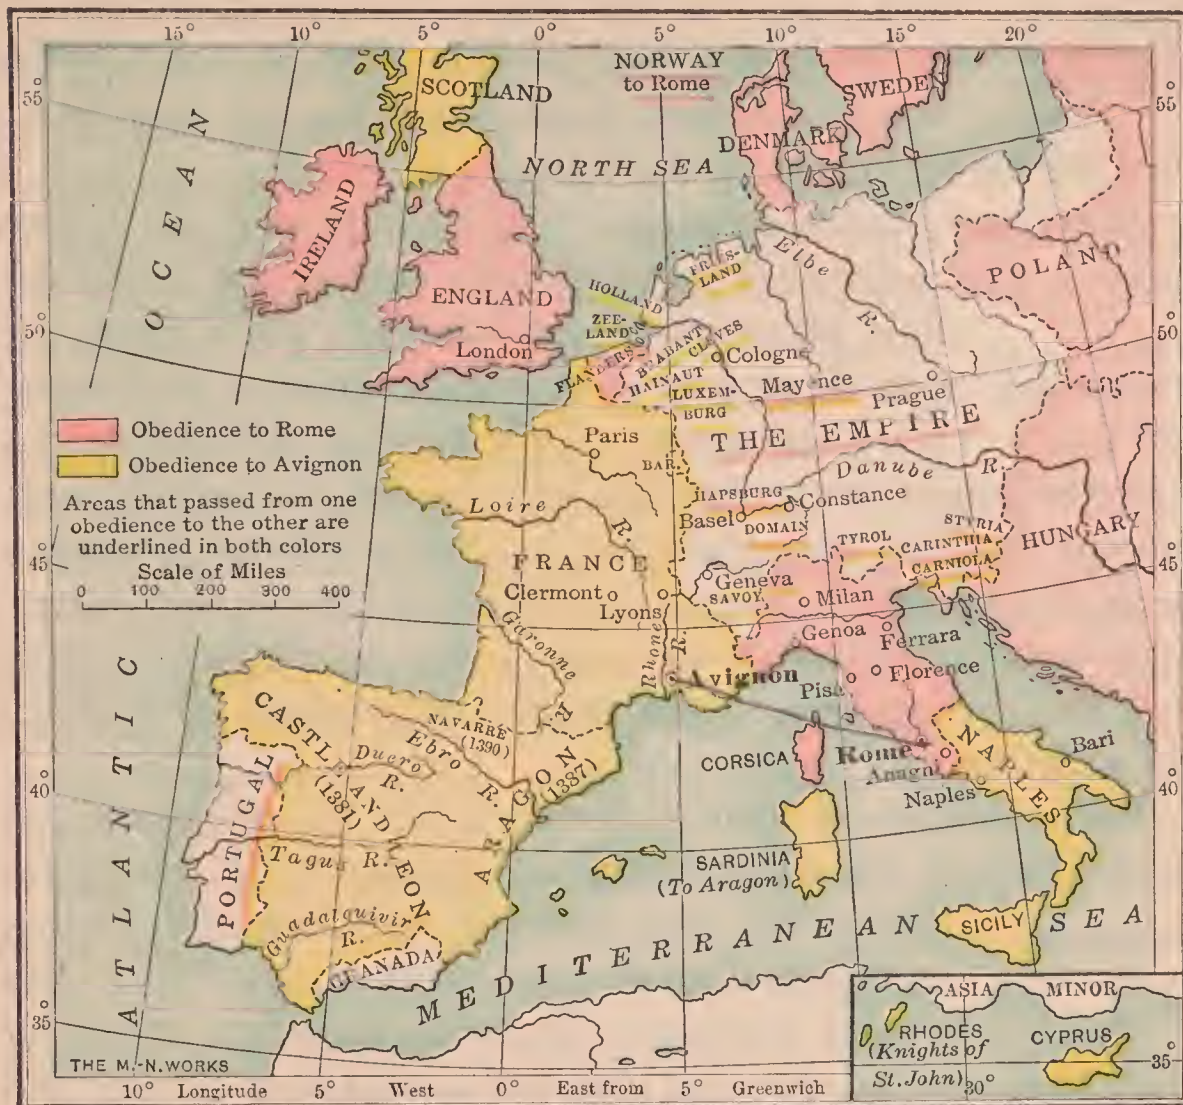 15° 10° 5° 0° 5° 10° 15° 20°
55°
50°
45°
40°
35°
55°
50°
45°
40°
35°
SCOTLAND
NORWAY
to Rome
SWEDEN
DENMARK
NORTH SEA
ATLANTIC
OCEAN
IRELAND
ENGLAND
London
HOLLAND
ZEE-
LAND
FRIES-
LAND
Elbe
R.
POLAND
FLANDERS
BRABANT
CLEVES
HAINAUT
LUXEM-
BURG
Cologne
Mayence
Prague
THE EMPIRE
Obedience to Rome
Obedience to Avignon
Areas that passed from one
obedience to the other are
underlined in both colors
Scale of Miles
0 100 200 300 400
Paris
BAR.
Danube R.
Loire
R.
HAPSBURG
DOMAIN
Basel
Constance
TYROL
STYRIA
CARINTHIA
CARNIOLA
HUNGARY
FRANCE
Geneva
SAVOY
Clermont
Lyons
Milan
Genoa
Ferrara
Florence
Pisa
Garonne
R.
Rhone
R.
Avignon
CASTILE AND LEON
(1381)
NAVARRE
(1390)
Duero
R.
Ebro
R.
ARAGON
(1387)
PORTUGAL
Tagus R.
Guadalquivir
R.
GRANADA
CORSICA
Rome
Anagni
Naples
NAPLES
Bari
SARDINIA
(To Aragon)
SICILY
MEDITERRANEAN SEA
ASIA MINOR
RHODES
(Knights of
St. John)
CYPRUS
30°
35°
THE M.-N. WORKS
10° Longitude 5° West 0° East from 5° Greenwich